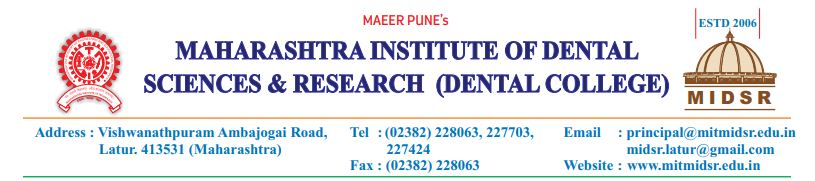 MAEER PUNE's
ESTD 2006
MAHARASHTRA INSTITUTE OF DENTAL
SCIENCES & RESEARCH (DENTAL COLLEGE)
MIDSR
Address : Vishwanathpuram Ambajogai Road,
Latur. 413531 (Maharashtra)
Tel : (02382) 228063, 227703,
227424
Fax : (02382) 228063
Email : principal@mitmidsr.edu.in
midsr.latur@gmail.com
Website : www.mitmidsr.edu.in